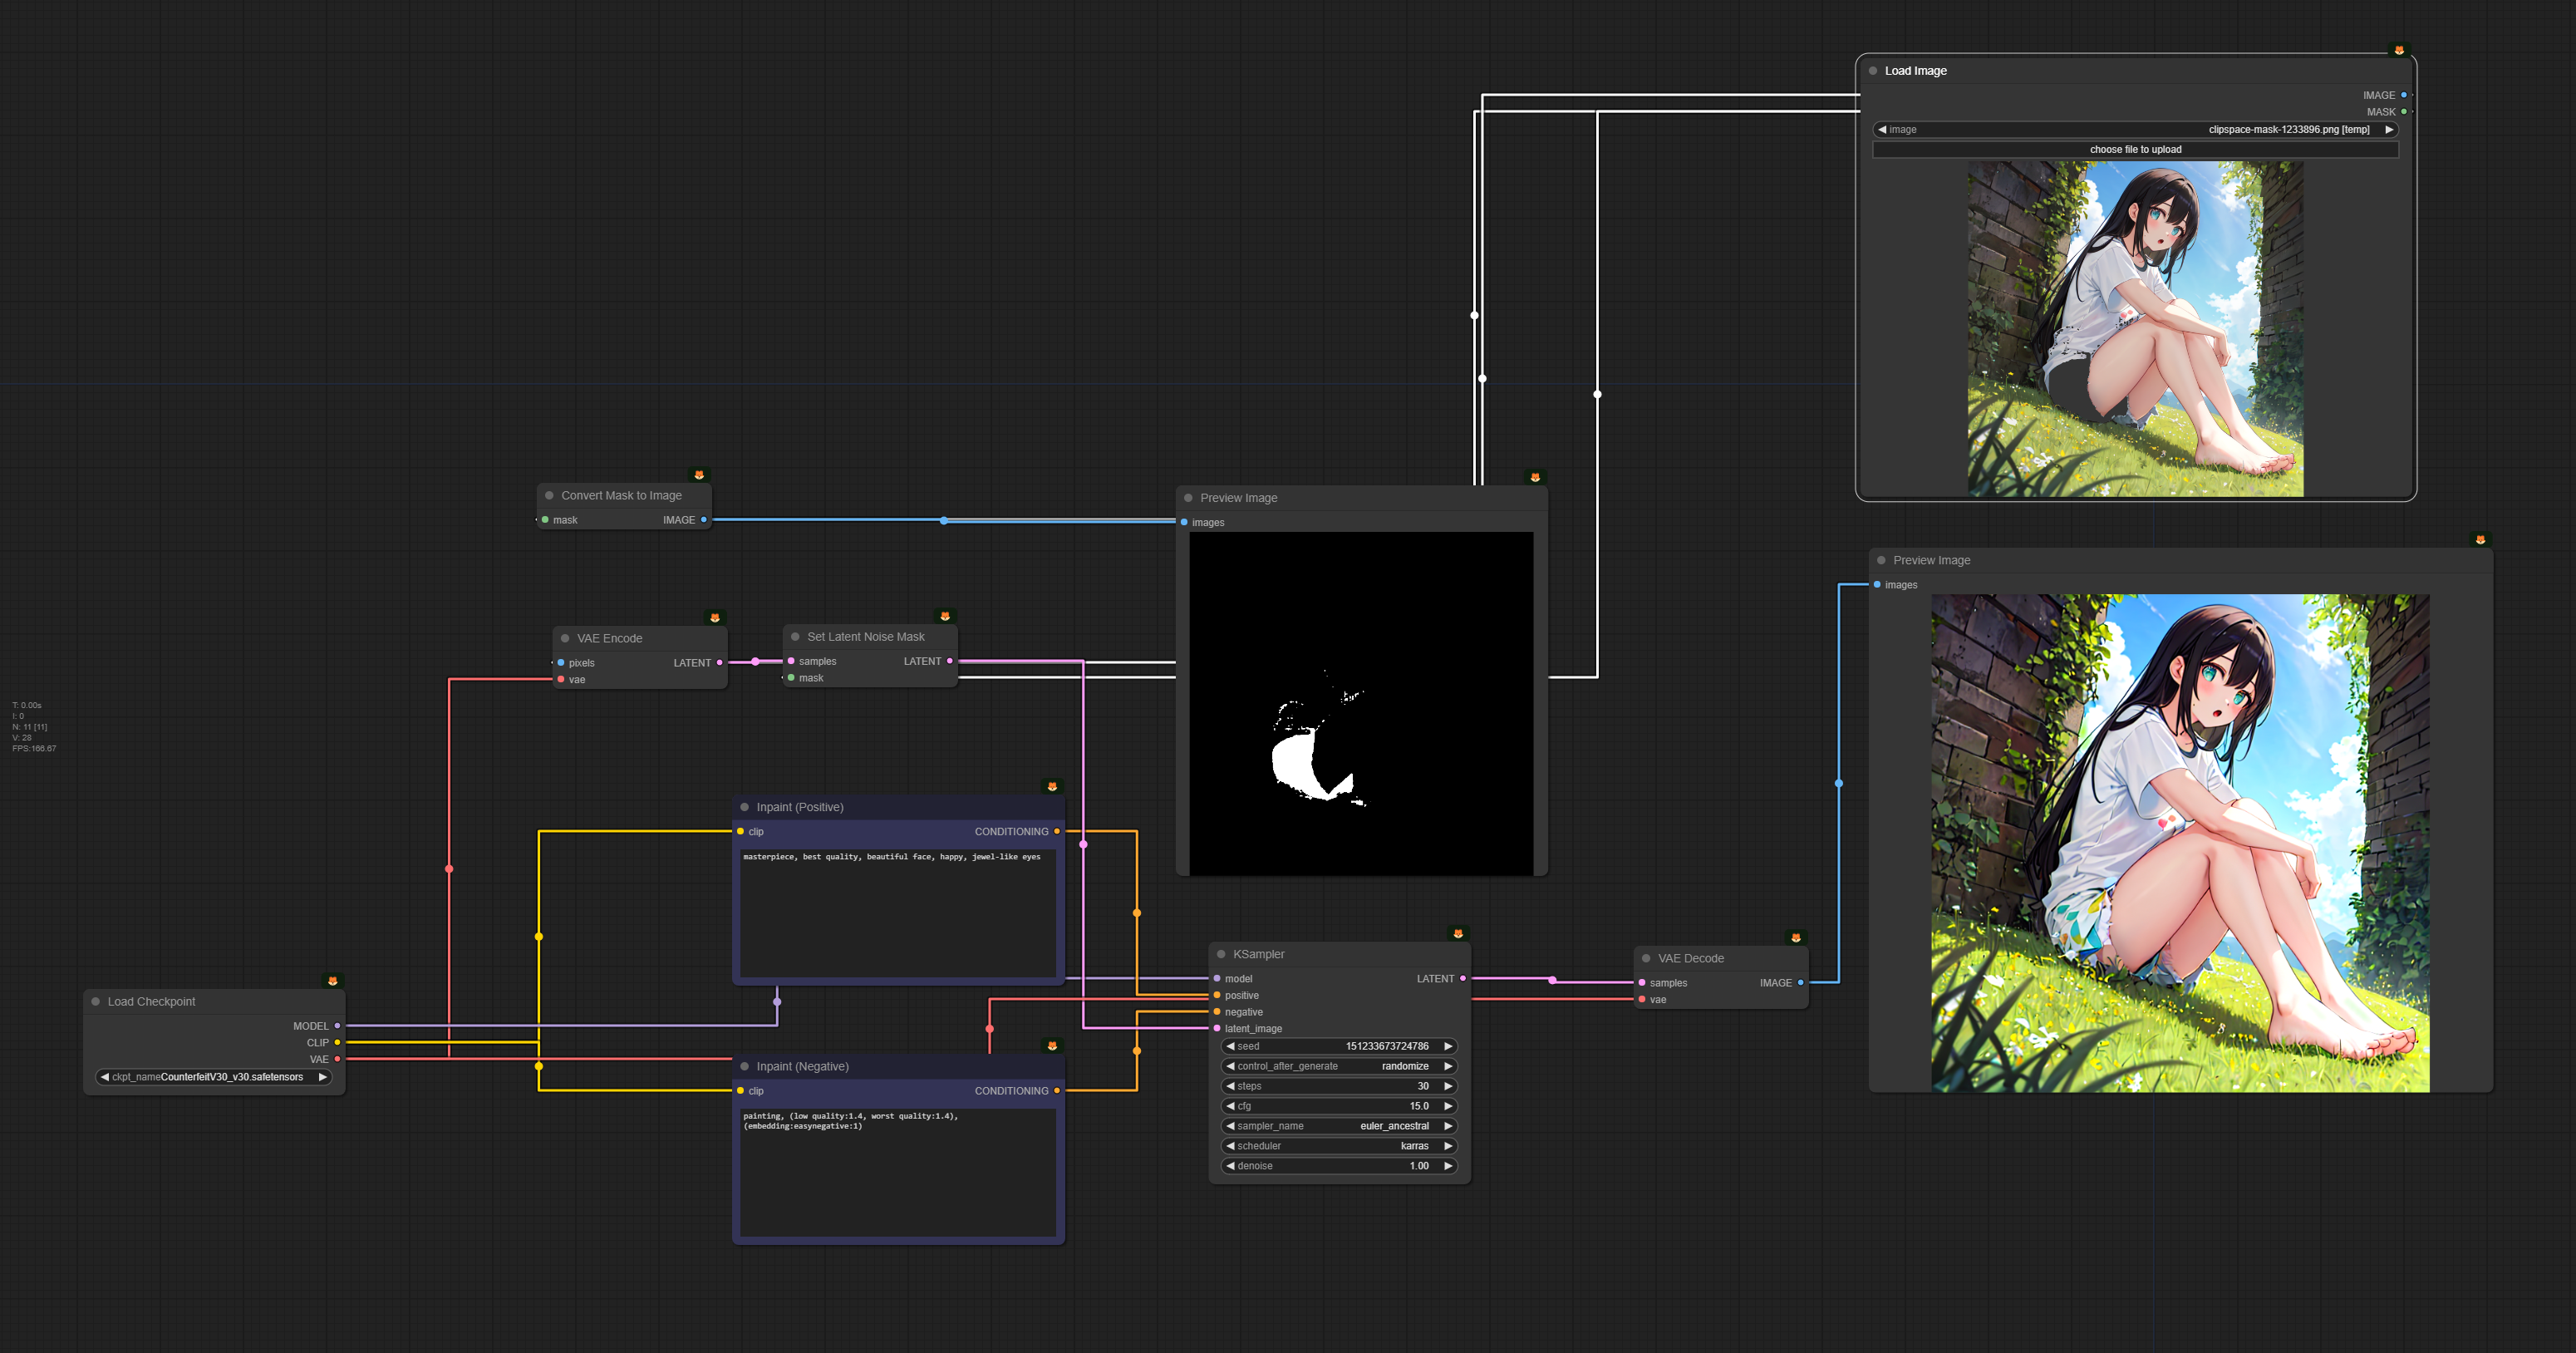 Load Image
IMAGE
MASK
image clipspace-mask-1233896.png [temp]
choose file to upload
Convert Mask to Image
mask IMAGE
Preview Image
images
Preview Image
images
VAE Encode
pixels LATENT
vae
Set Latent Noise Mask
samples LATENT
mask
T: 0.00s
I: 0
N: 11 [11]
V: 28
FPS:166.67
Inpaint (Positive)
clip CONDITIONING
masterpiece, best quality, beautiful face, happy, jewel-like eyes
Load Checkpoint
MODEL
CLIP
VAE
ckpt_name CounterfeitV30_v30.safetensors
Inpaint (Negative)
clip CONDITIONING
painting, (low quality:1.4, worst quality:1.4),
(embedding:easynegative:1)
KSampler
model LATENT
positive
negative
latent_image
seed 151233673724786
control_after_generate randomize
steps 30
cfg 15.0
sampler_name euler_ancestral
scheduler karras
denoise 1.00
VAE Decode
samples IMAGE
vae